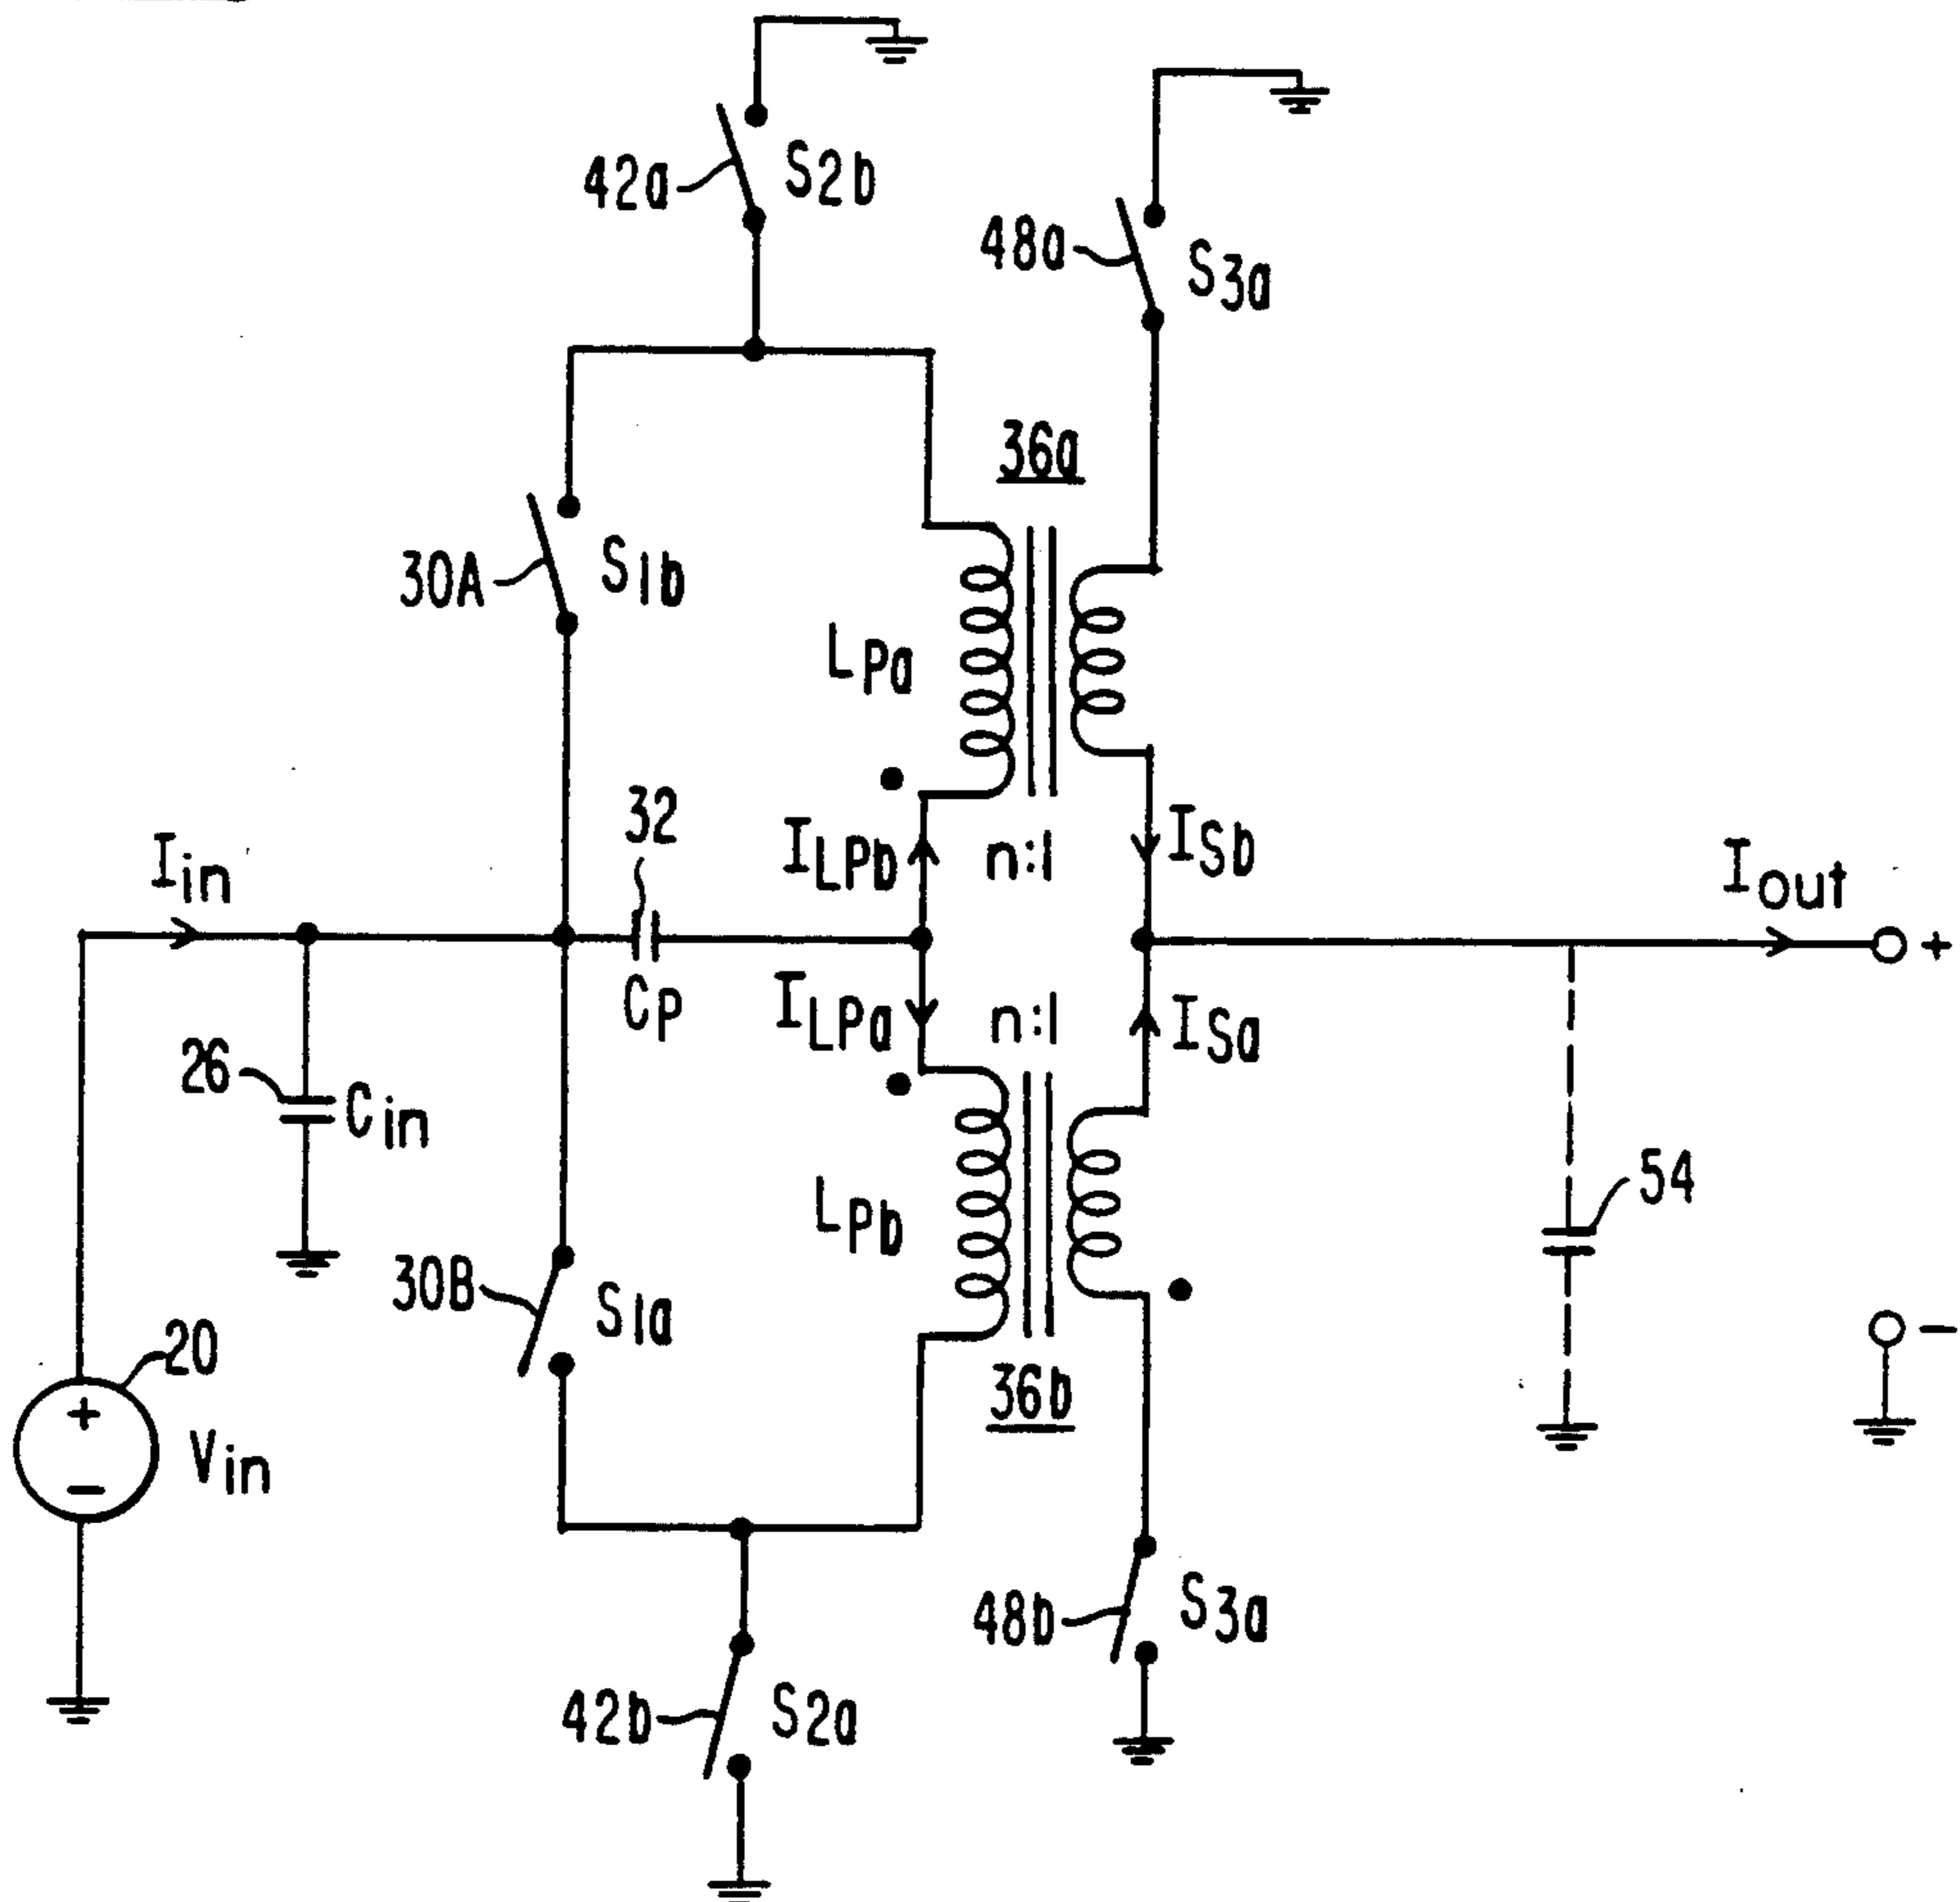 42a
S2b
48a
S3a
36a
30A
S1b
LPa
32
ILPb
n:1
ISb
Iin
Iout
+
CP
ILPa
n:1
ISa
26
Cin
54
LPb
30B
S1a
20
36b
-
+
Vin
-
48b
S3a
42b
S2a